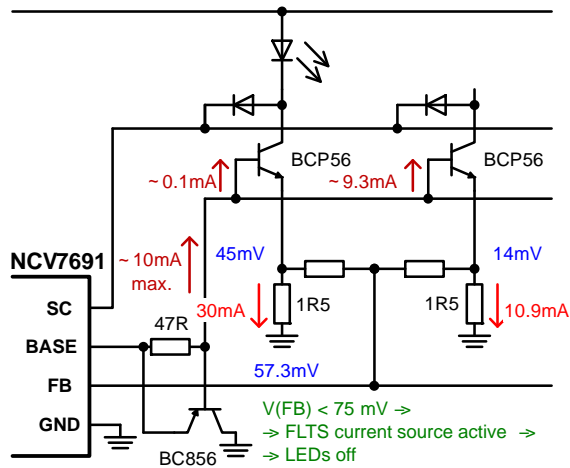 BCP56
BCP56
~ 0.1mA
~ 9.3mA
NCV7691
~ 10mA
max.
45mV
14mV
SC
30mA
1R5
1R5
10.9mA
47R
BASE
57.3mV
FB
V(FB) < 75 mV ->
-> FLTS current source active ->
-> LEDs off
GND
BC856